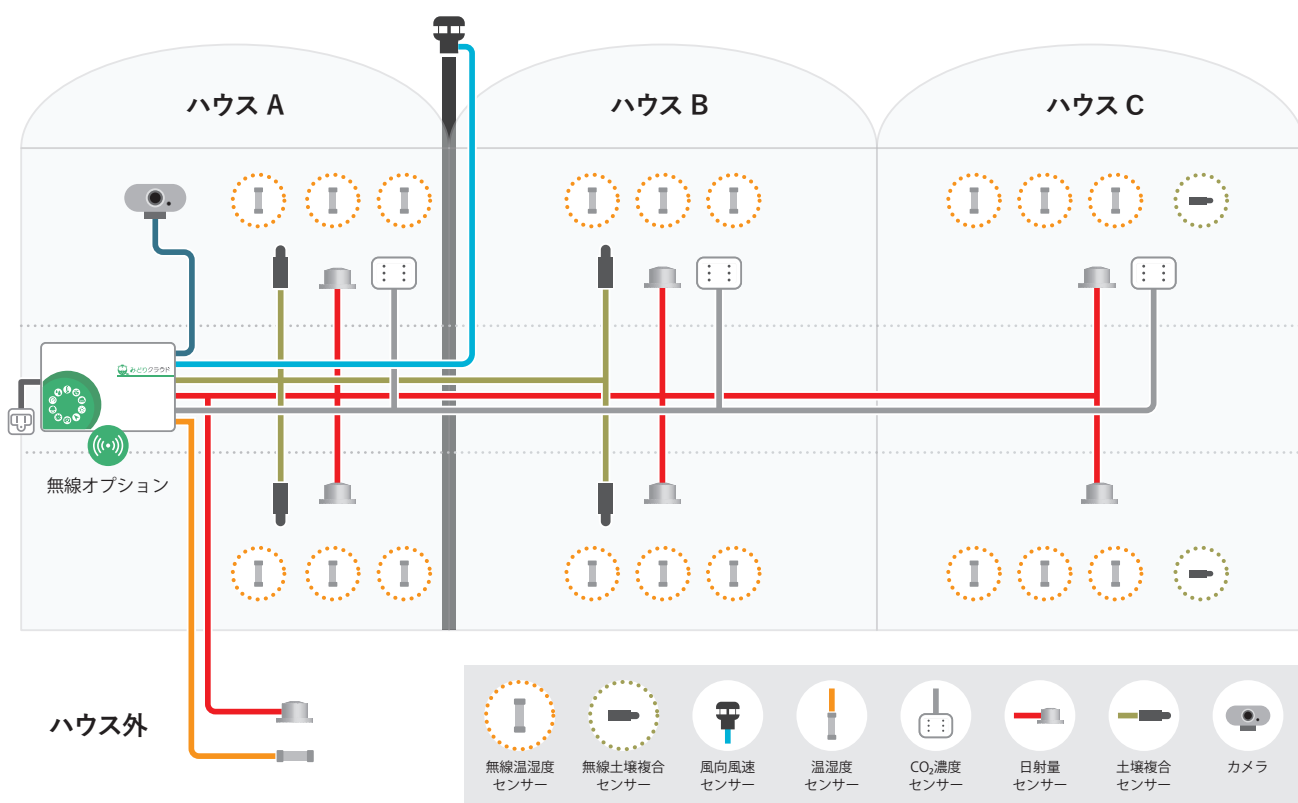 ハウス A
ハウス B
ハウス C
みどりクラウド
無線オプション
ハウス外
無線温湿度
センサー
無線土壌複合
センサー
風向風速
センサー
温湿度
センサー
CO₂濃度
センサー
日射量
センサー
土壌複合
センサー
カメラ